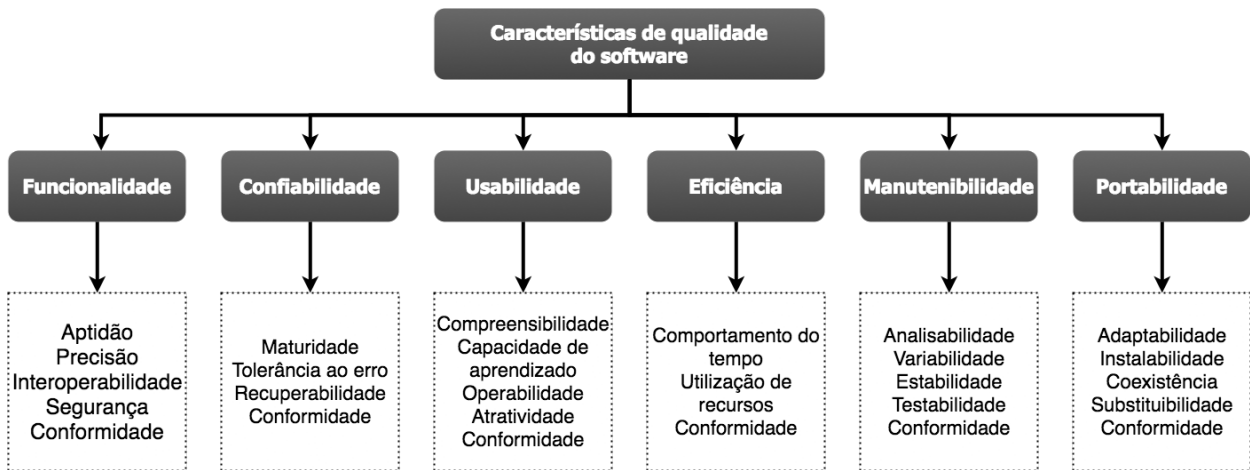 Características de qualidade
do software
Funcionalidade
Confiabilidade
Usabilidade
Eficiência
Manutenibilidade
Portabilidade
Aptidão
Precisão
Interoperabilidade
Segurança
Conformidade
Maturidade
Tolerância ao erro
Recuperabilidade
Conformidade
Compreensibilidade
Capacidade de
aprendizado
Operabilidade
Atratividade
Conformidade
Comportamento do
tempo
Utilização de
recursos
Conformidade
Analisabilidade
Variabilidade
Estabilidade
Testabilidade
Conformidade
Adaptabilidade
Instalabilidade
Coexistência
Substituibilidade
Conformidade